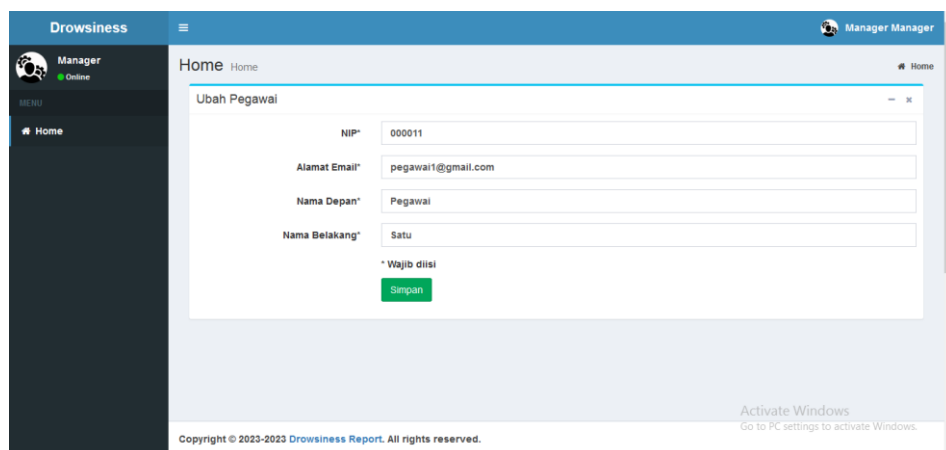 Drowsiness
Manager Manager
Manager
Online
MENU
Home
Home Home
Home
Ubah Pegawai
NIP*
000011
Alamat Email*
pegawai1@gmail.com
Nama Depan*
Pegawai
Nama Belakang*
Satu
* Wajib diisi
Simpan
Activate Windows
Go to PC settings to activate Windows.
Copyright © 2023-2023 Drowsiness Report. All rights reserved.